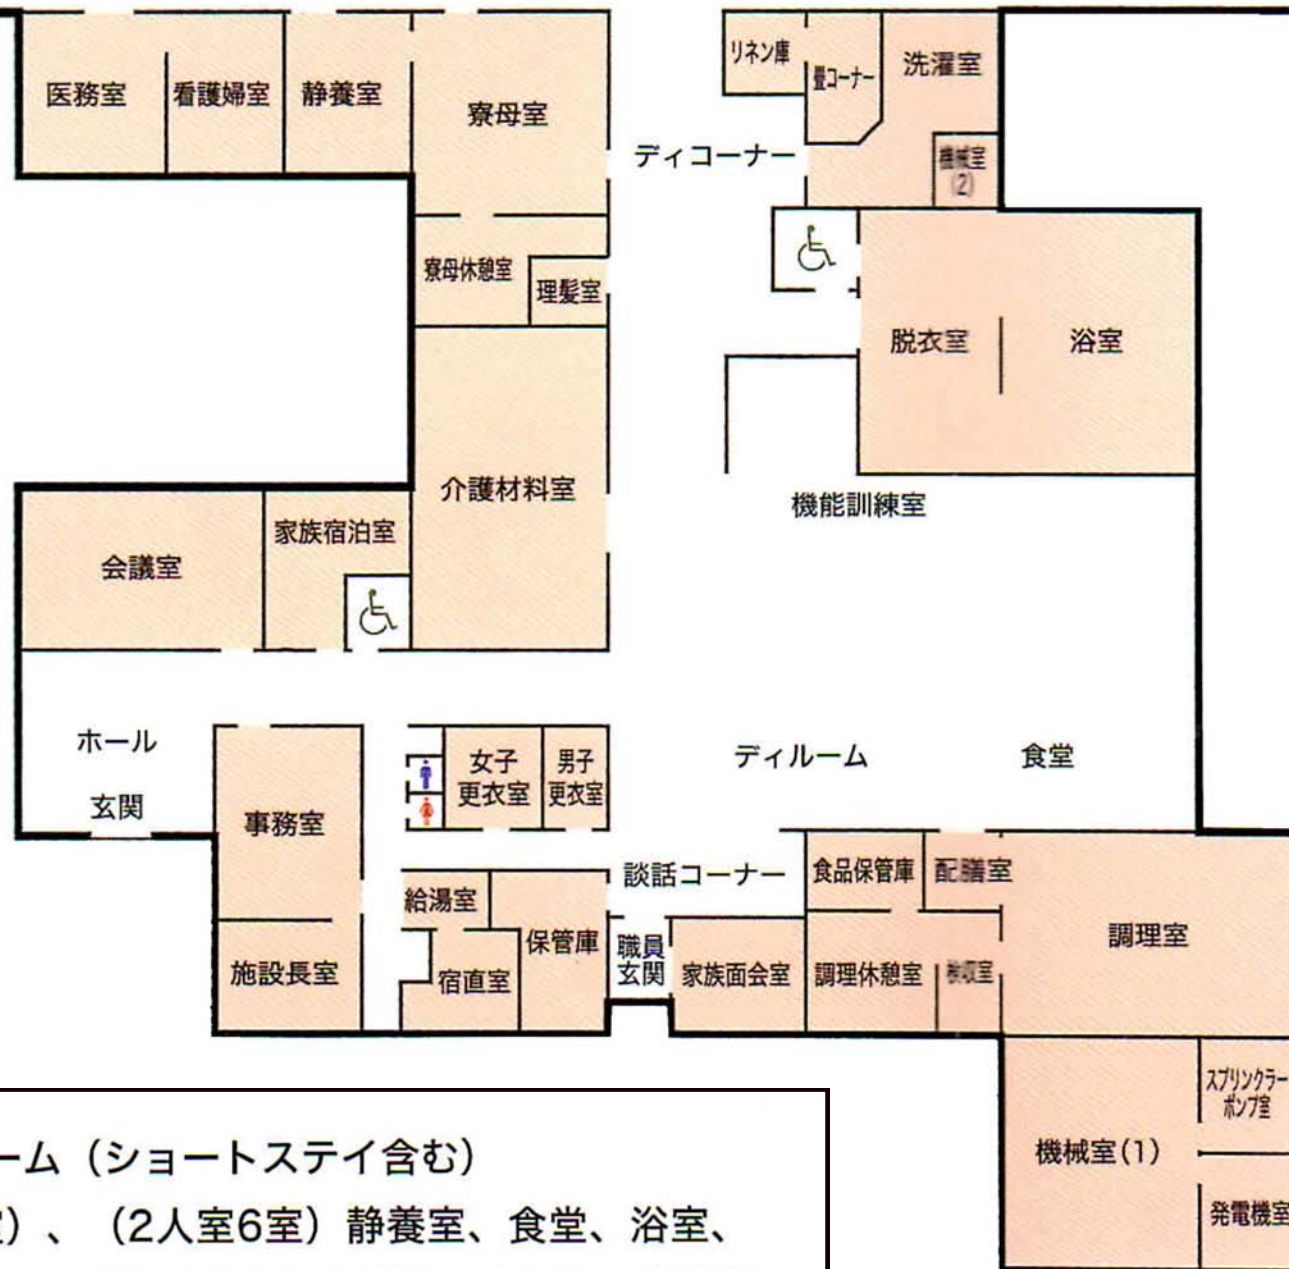 医務室
看護婦室
静養室
寮母室
リネン庫
畳コーナー
洗濯室
ディコーナー
機械室
(2)
寮母休憩室
理髪室
脱衣室
浴室
介護材料室
機能訓練室
会議室
家族宿泊室
ホール
玄関
事務室
女子
更衣室
男子
更衣室
ディルーム
食堂
談話コーナー
食品保管庫
配膳室
給湯室
保管庫
職員
玄関
施設長室
宿直室
家族面会室
調理休憩室
検収室
調理室
スプリンクラー
ポンプ室
機械室(1)
発電機室
ーム（ショートステイ含む）
室）、（2人室6室）静養室、食堂、浴室、